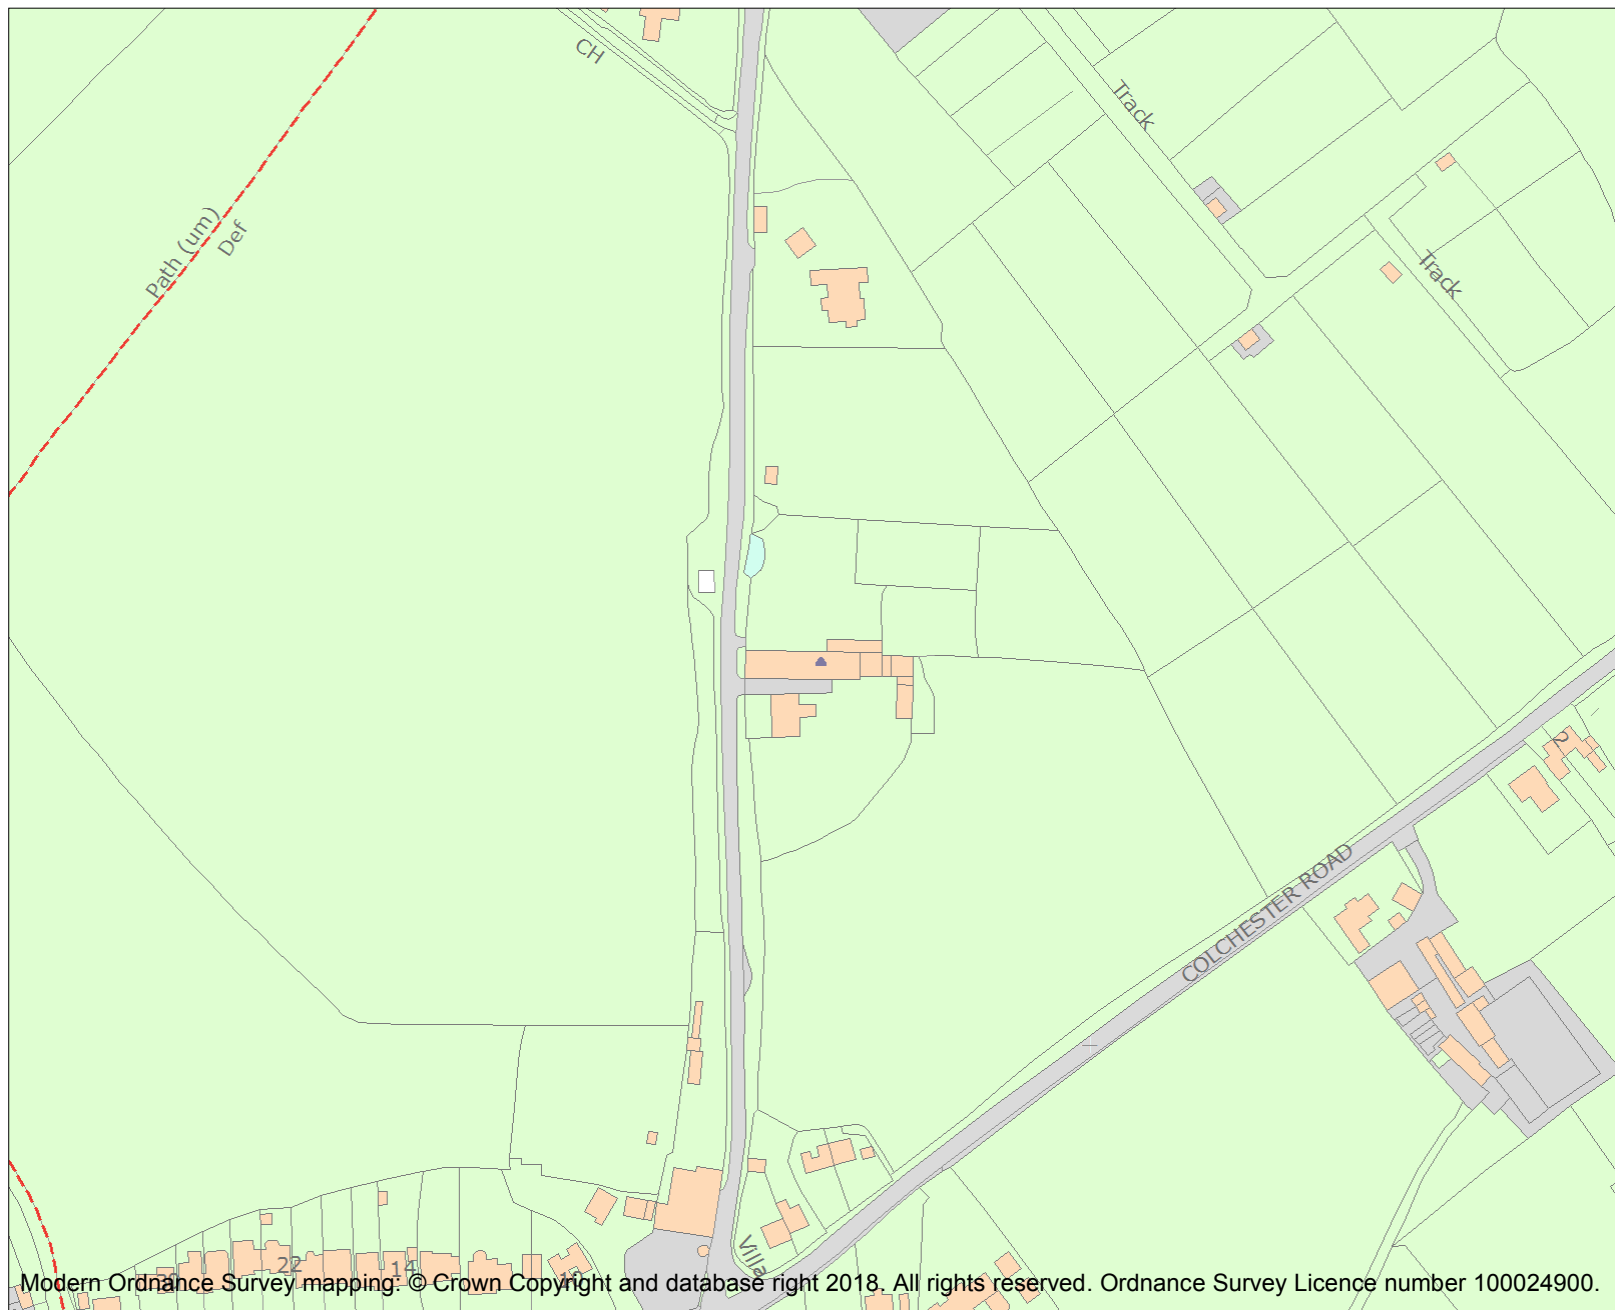 CH
Track
Path (um)
Def
Track
2
COLCHESTER ROAD
Villa
22
14
Modern Ordnance Survey mapping: © Crown Copyright and database right 2018. All rights reserved. Ordnance Survey Licence number 100024900.